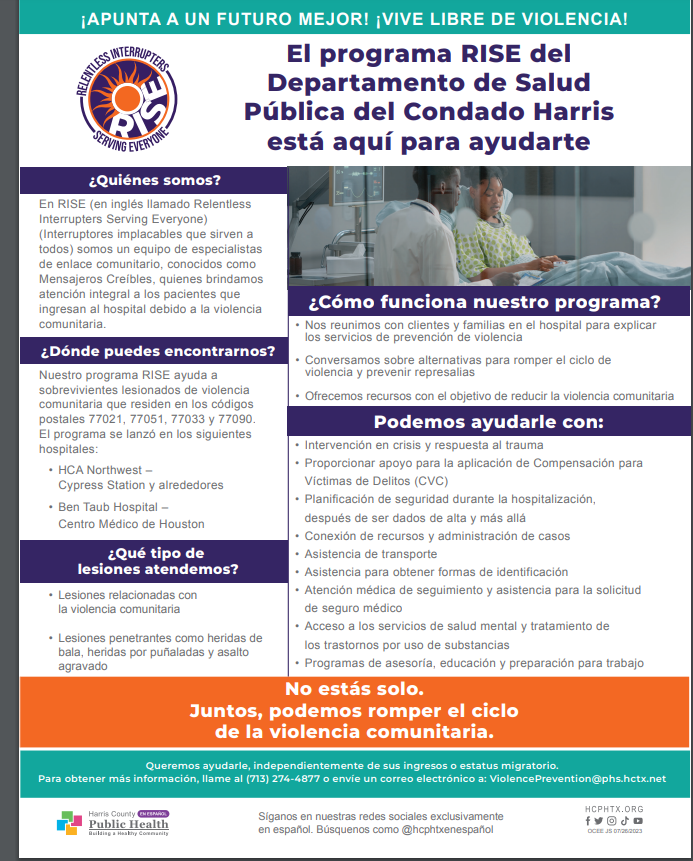 ¡APUNTA A UN FUTURO MEJOR! ¡VIVE LIBRE DE VIOLENCIA!
RELENTLESS INTERRUPTERS
RISE
SERVING EVERYONE
El programa RISE del
Departamento de Salud
Pública del Condado Harris
está aquí para ayudarte
¿Quiénes somos?
En RISE (en inglés llamado Relentless
Interrupters Serving Everyone)
(Interruptores implacables que sirven a
todos) somos un equipo de especialistas
de enlace comunitario, conocidos como
Mensajeros Creíbles, quienes brindamos
atención integral a los pacientes que
ingresan al hospital debido a la violencia
comunitaria.
¿Dónde puedes encontrarnos?
Nuestro programa RISE ayuda a
sobrevivientes lesionados de violencia
comunitaria que residen en los códigos
postales 77021, 77051, 77033 y 77090.
El programa se lanzó en los siguientes
hospitales:
• HCA Northwest –
Cypress Station y alrededores
• Ben Taub Hospital –
Centro Médico de Houston
¿Qué tipo de
lesiones atendemos?
• Lesiones relacionadas con
la violencia comunitaria
• Lesiones penetrantes como heridas de
bala, heridas por puñaladas y asalto
agravado
¿Cómo funciona nuestro programa?
• Nos reunimos con clientes y familias en el hospital para explicar
los servicios de prevención de violencia
• Conversamos sobre alternativas para romper el ciclo de
violencia y prevenir represalias
• Ofrecemos recursos con el objetivo de reducir la violencia comunitaria
Podemos ayudarle con:
• Intervención en crisis y respuesta al trauma
• Proporcionar apoyo para la aplicación de Compensación para
Víctimas de Delitos (CVC)
• Planificación de seguridad durante la hospitalización,
después de ser dados de alta y más allá
• Conexión de recursos y administración de casos
• Asistencia de transporte
• Asistencia para obtener formas de identificación
• Atención médica de seguimiento y asistencia para la solicitud
de seguro médico
• Acceso a los servicios de salud mental y tratamiento de
los trastornos por uso de substancias
• Programas de asesoría, educación y preparación para trabajo
No estás solo.
Juntos, podemos romper el ciclo
de la violencia comunitaria.
Queremos ayudarle, independientemente de sus ingresos o estatus migratorio.
Para obtener más información, llame al (713) 274-4877 o envíe un correo electrónico a: ViolencePrevention@phs.hctx.net
Harris County EN ESPAÑOL
Public Health
Building a Healthy Community
Síganos en nuestras redes sociales exclusivamente
en español. Búsquenos como @hcphtxenespañol
HCPHTX.ORG
OCEE JS 07/26/2023